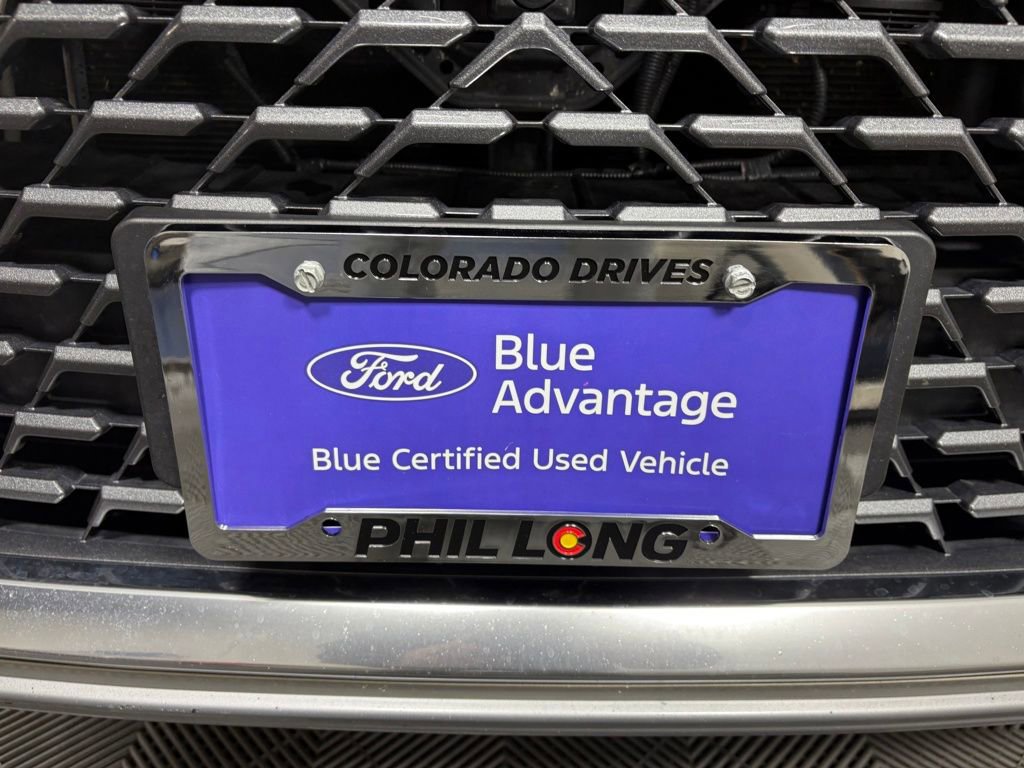 COLORADO DRIVES
Ford
Blue
Advantage
Blue Certified Used Vehicle
PHIL LONG